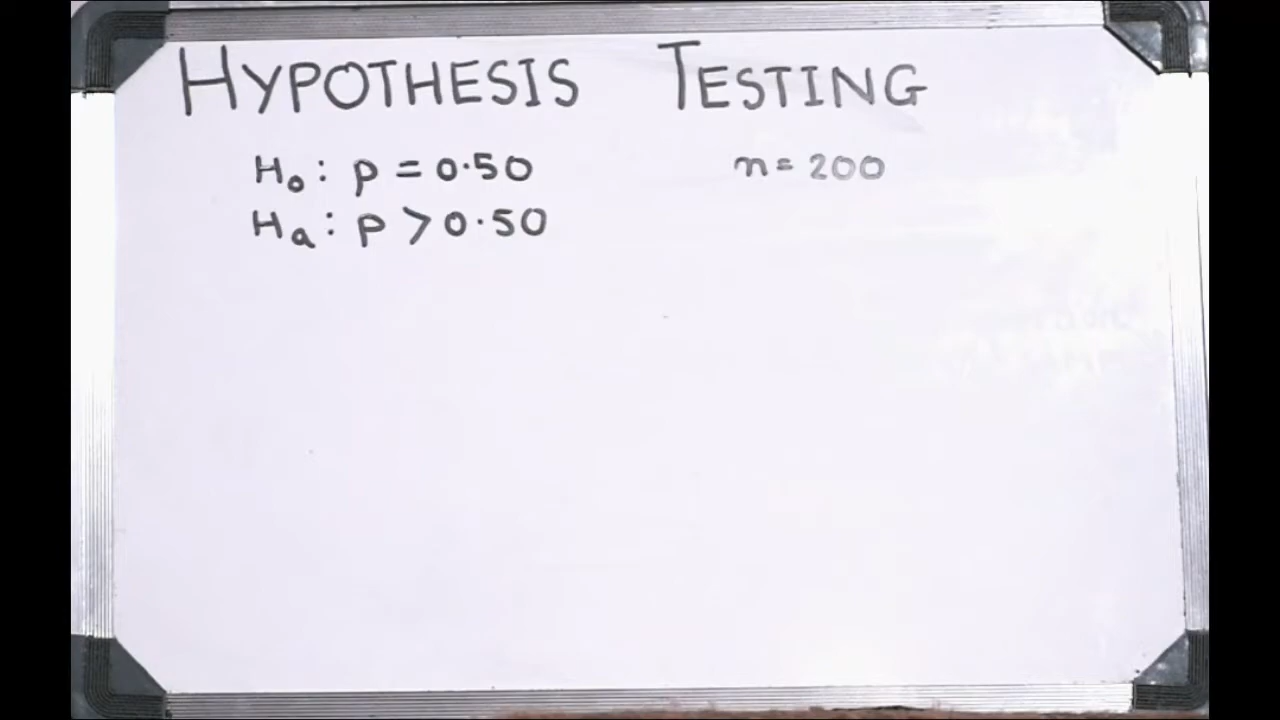 HYPOTHESIS TESTING
H₀ : p = 0.50
n = 200
Hₐ : p > 0.50